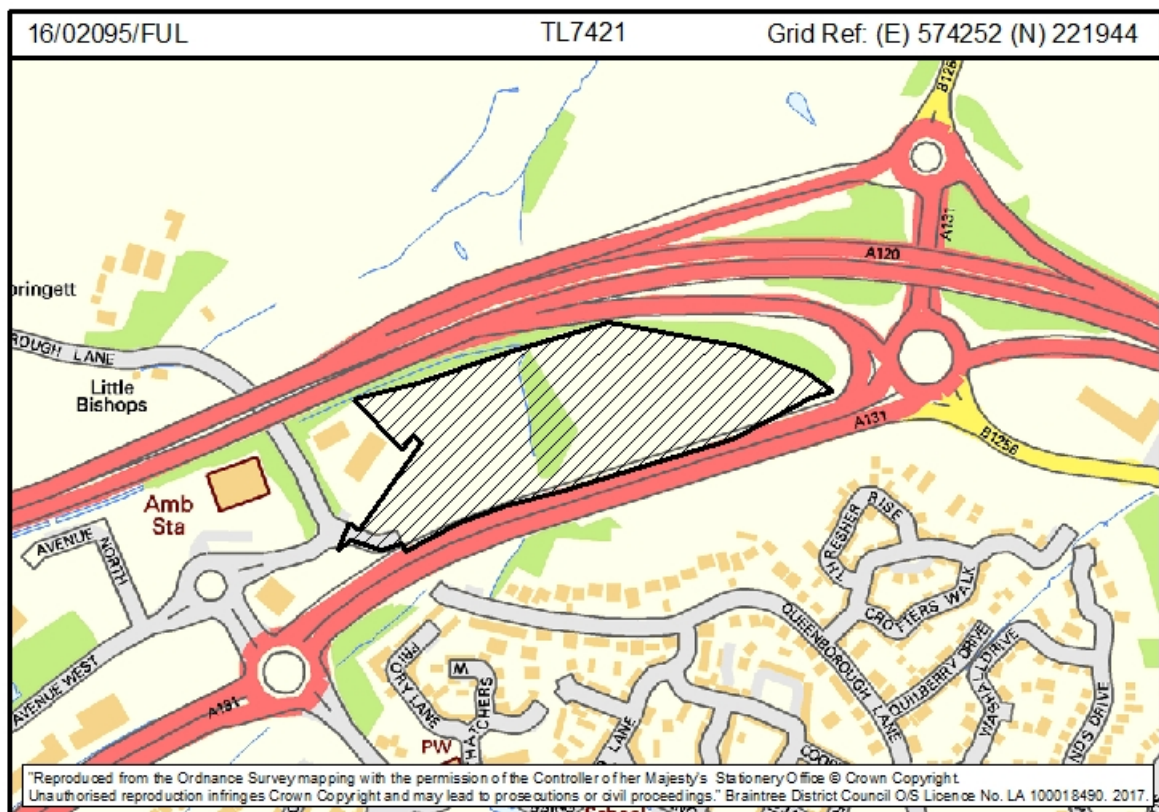 16/02095/FUL TL7421 Grid Ref: (E) 574252 (N) 221944
A131
A120
ROUGH LANE
Little
Bishops
A131
B1256
Amb
Sta
AVENUE NORTH
THRESHER RISE
CROFTERS WALK
QUEENBOROUGH LANE
QUILBERRY DRIVE
AVENUE WEST
PRIORY LANE
THATCHERS
LANE
A131
PW
"Reproduced from the Ordnance Survey mapping with the permission of the Controller of her Majesty's Stationery Office © Crown Copyright.
Unauthorised reproduction infringes Crown Copyright and may lead to prosecutions or civil proceedings." Braintree District Council O/S Licence No. LA 100018490. 2017.